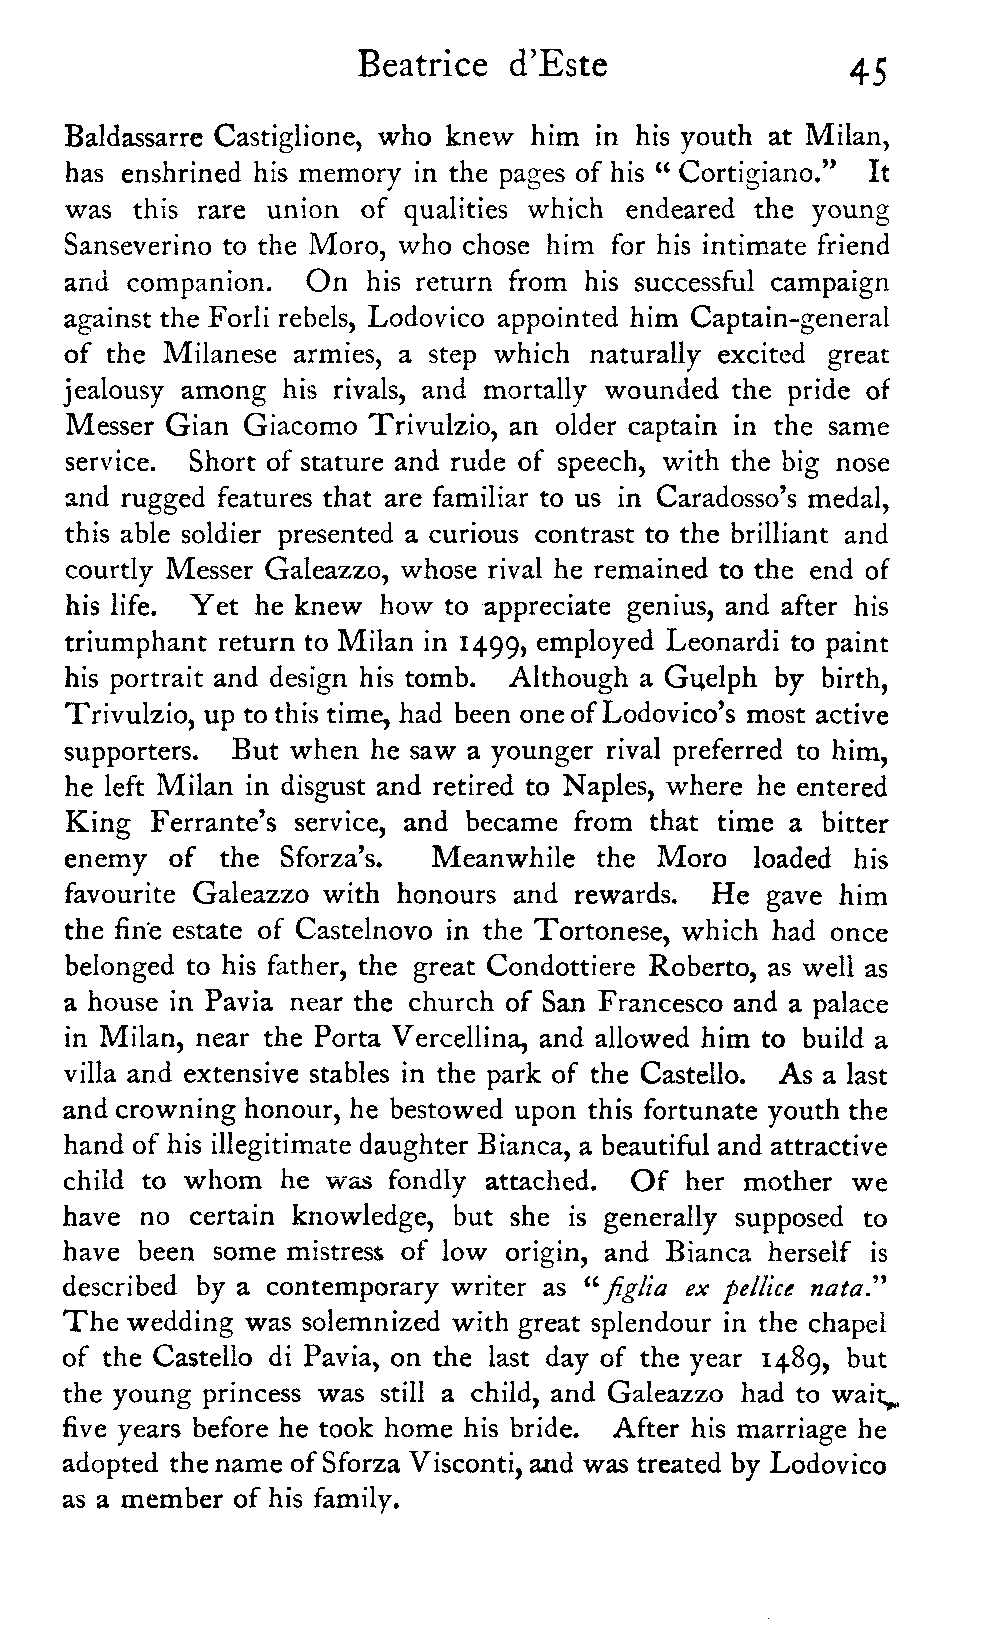 Beatrice d'Este 45
Baldassarre Castiglione, who knew him in his youth at Milan,
has enshrined his memory in the pages of his " Cortigiano." It
was this rare union of qualities which endeared the young
Sanseverino to the Moro, who chose him for his intimate friend
and companion. On his return from his successful campaign
against the Forli rebels, Lodovico appointed him Captain-general
of the Milanese armies, a step which naturally excited great
jealousy among his rivals, and mortally wounded the pride of
Messer Gian Giacomo Trivulzio, an older captain in the same
service. Short of stature and rude of speech, with the big nose
and rugged features that are familiar to us in Caradosso's medal,
this able soldier presented a curious contrast to the brilliant and
courtly Messer Galeazzo, whose rival he remained to the end of
his life. Yet he knew how to appreciate genius, and after his
triumphant return to Milan in 1499, employed Leonardi to paint
his portrait and design his tomb. Although a Guelph by birth,
Trivulzio, up to this time, had been one of Lodovico's most active
supporters. But when he saw a younger rival preferred to him,
he left Milan in disgust and retired to Naples, where he entered
King Ferrante's service, and became from that time a bitter
enemy of the Sforza's. Meanwhile the Moro loaded his
favourite Galeazzo with honours and rewards. He gave him
the fine estate of Castelnovo in the Tortonese, which had once
belonged to his father, the great Condottiere Roberto, as well as
a house in Pavia near the church of San Francesco and a palace
in Milan, near the Porta Vercellina, and allowed him to build a
villa and extensive stables in the park of the Castello. As a last
and crowning honour, he bestowed upon this fortunate youth the
hand of his illegitimate daughter Bianca, a beautiful and attractive
child to whom he was fondly attached. Of her mother we
have no certain knowledge, but she is generally supposed to
have been some mistress of low origin, and Bianca herself is
described by a contemporary writer as "figlia ex pellice nata."
The wedding was solemnized with great splendour in the chapel
of the Castello di Pavia, on the last day of the year 1489, but
the young princess was still a child, and Galeazzo had to wait
five years before he took home his bride. After his marriage he
adopted the name of Sforza Visconti, and was treated by Lodovico
as a member of his family.